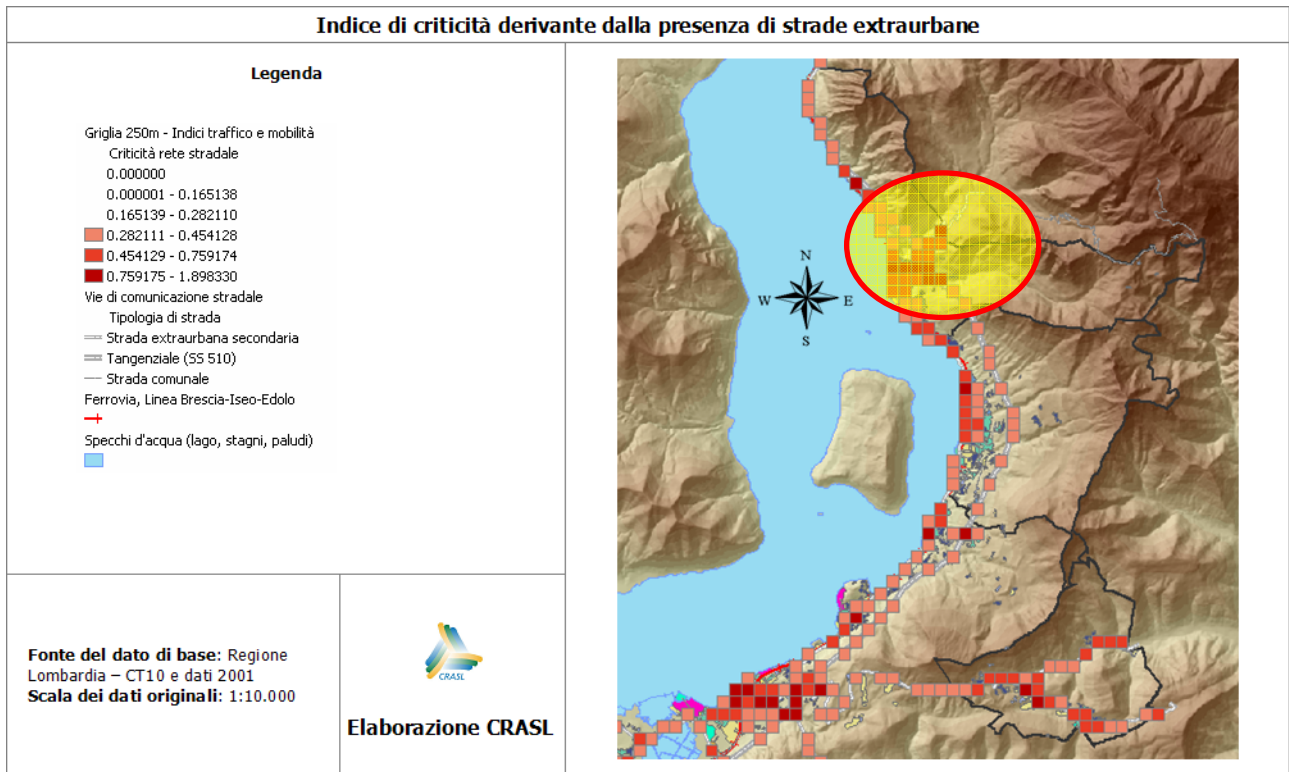 Indice di criticità derivante dalla presenza di strade extraurbane
Legenda
Griglia 250m - Indici traffico e mobilità
Criticità rete stradale
0.000000
0.000001 - 0.165138
0.165139 - 0.282110
0.282111 - 0.454128
0.454129 - 0.759174
0.759175 - 1.898330
Vie di comunicazione stradale
Tipologia di strada
Strada extraurbana secondaria
Tangenziale (SS 510)
Strada comunale
Ferrovia, Linea Brescia-Iseo-Edolo
Specchi d'acqua (lago, stagni, paludi)
N
W E
S
Fonte del dato di base: Regione
Lombardia – CT10 e dati 2001
Scala dei dati originali: 1:10.000
CRASL
Elaborazione CRASL